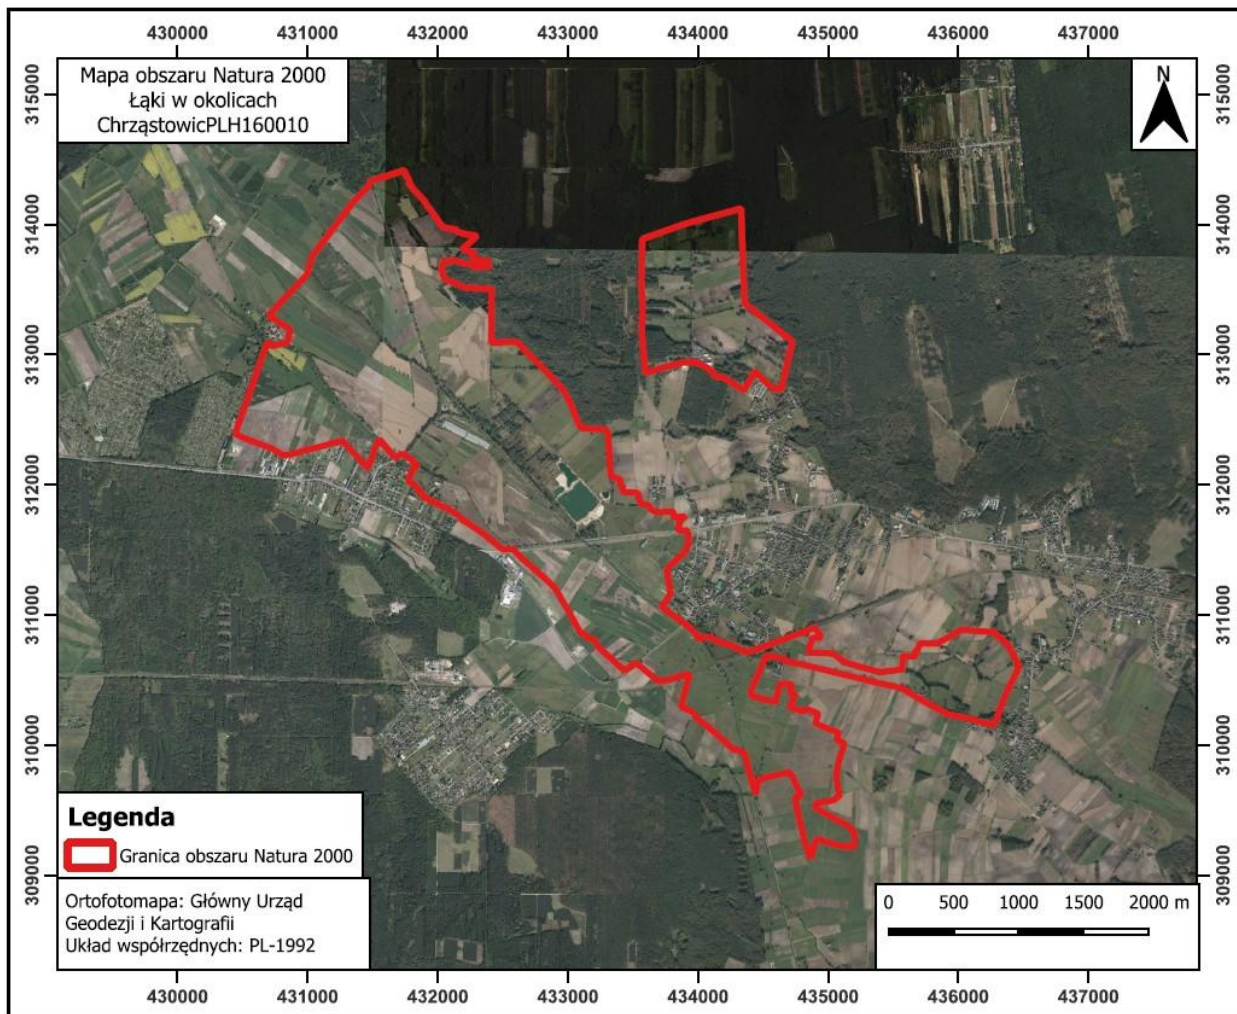 430000 431000 432000 433000 434000 435000 436000 437000
Mapa obszaru Natura 2000
Łąki w okolicach
ChrząstowicPLH160010
N
315000 315000
314000 314000
313000 313000
312000 312000
311000 311000
310000 310000
309000 309000
Legenda
Granica obszaru Natura 2000
Ortofotomapa: Główny Urząd
Geodezji i Kartografii
Układ współrzędnych: PL-1992
0 500 1000 1500 2000 m
430000 431000 432000 433000 434000 435000 436000 437000